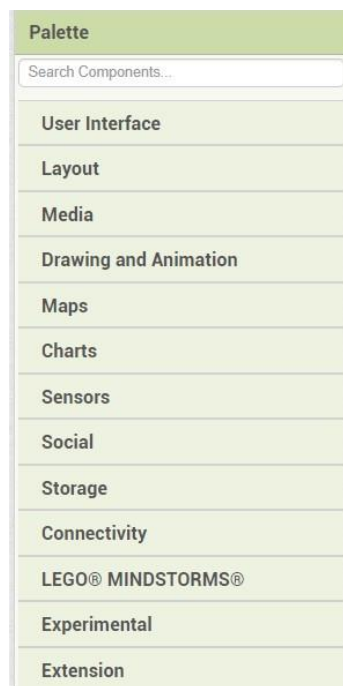 Palette
Search Components...
User Interface
Layout
Media
Drawing and Animation
Maps
Charts
Sensors
Social
Storage
Connectivity
LEGO® MINDSTORMS®
Experimental
Extension